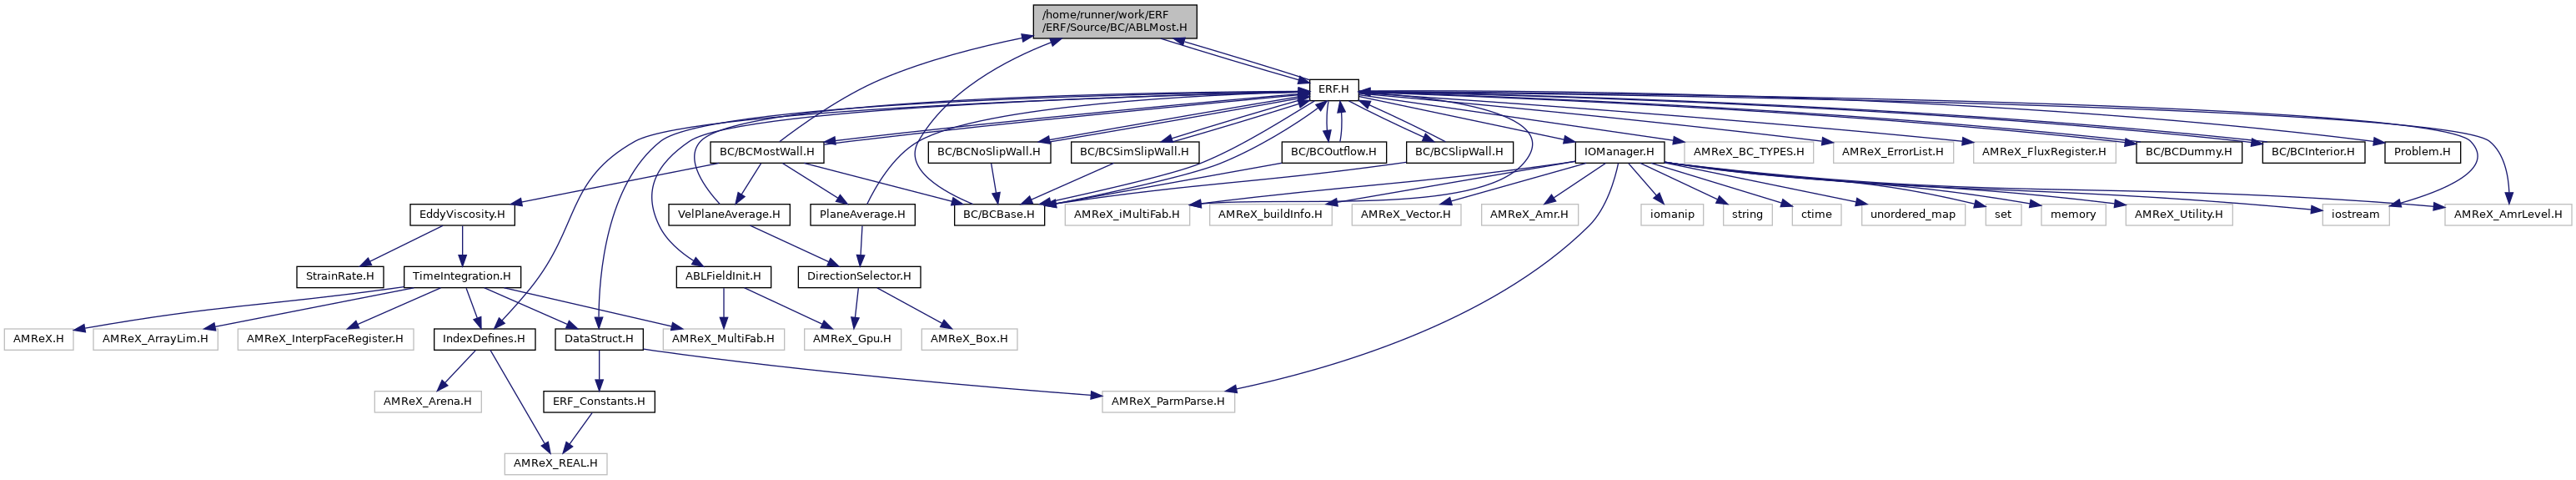 /home/runner/work/ERF
/ERF/Source/BC/ABLMost.H
ERF.H
BC/BCMostWall.H
BC/BCNoSlipWall.H
BC/BCSimSlipWall.H
BC/BCOutflow.H
BC/BCSlipWall.H
IOManager.H
AMReX_BC_TYPES.H
AMReX_ErrorList.H
AMReX_FluxRegister.H
BC/BCDummy.H
BC/BCInterior.H
Problem.H
EddyViscosity.H
VelPlaneAverage.H
PlaneAverage.H
BC/BCBase.H
AMReX_iMultiFab.H
AMReX_buildInfo.H
AMReX_Vector.H
AMReX_Amr.H
iomanip
string
ctime
unordered_map
set
memory
AMReX_Utility.H
iostream
AMReX_AmrLevel.H
StrainRate.H
TimeIntegration.H
ABLFieldInit.H
DirectionSelector.H
AMReX.H
AMReX_ArrayLim.H
AMReX_InterpFaceRegister.H
IndexDefines.H
DataStruct.H
AMReX_MultiFab.H
AMReX_Gpu.H
AMReX_Box.H
AMReX_Arena.H
ERF_Constants.H
AMReX_ParmParse.H
AMReX_REAL.H